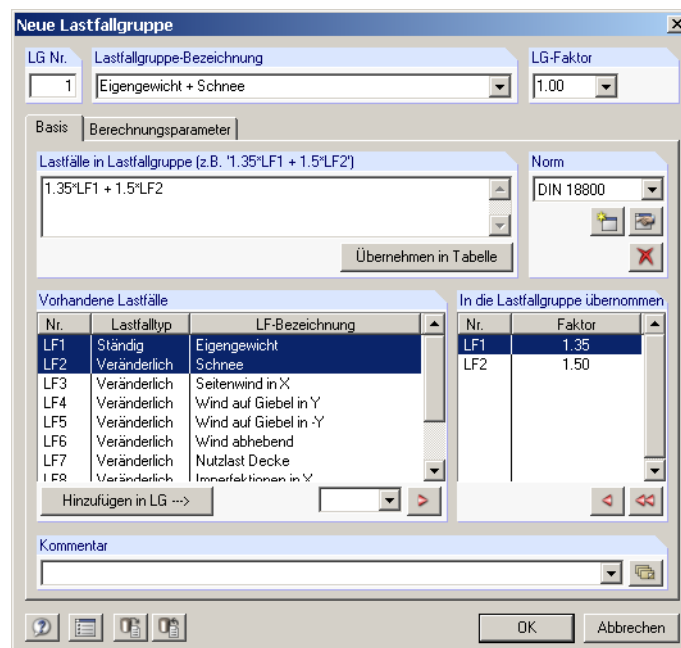 Neue Lastfallgruppe
LG Nr.
Lastfallgruppe-Bezeichnung
LG-Faktor
1
Eigengewicht + Schnee
1.00
Basis
Berechnungsparameter
Lastfälle in Lastfallgruppe (z.B. '1.35*LF1 + 1.5*LF2')
Norm
1.35*LF1 + 1.5*LF2
DIN 18800
Übernehmen in Tabelle
Vorhandene Lastfälle
In die Lastfallgruppe übernommen
Nr. Lastfalltyp LF-Bezeichnung
Nr. Faktor
LF1 Ständig Eigengewicht
LF1 1.35
LF2 Veränderlich Schnee
LF2 1.50
LF3 Veränderlich Seitenwind in X
LF4 Veränderlich Wind auf Giebel in Y
LF5 Veränderlich Wind auf Giebel in -Y
LF6 Veränderlich Wind abhebend
LF7 Veränderlich Nutzlast Decke
LF8 Veränderlich Imperfektionen in X
Hinzufügen in LG --->
Kommentar
OK
Abbrechen